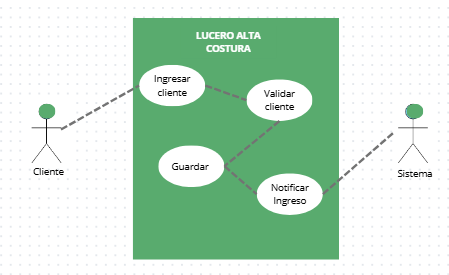 LUCERO ALTA
COSTURA
Ingresar
cliente
Validar
cliente
Cliente
Guardar
Sistema
Notificar
Ingreso